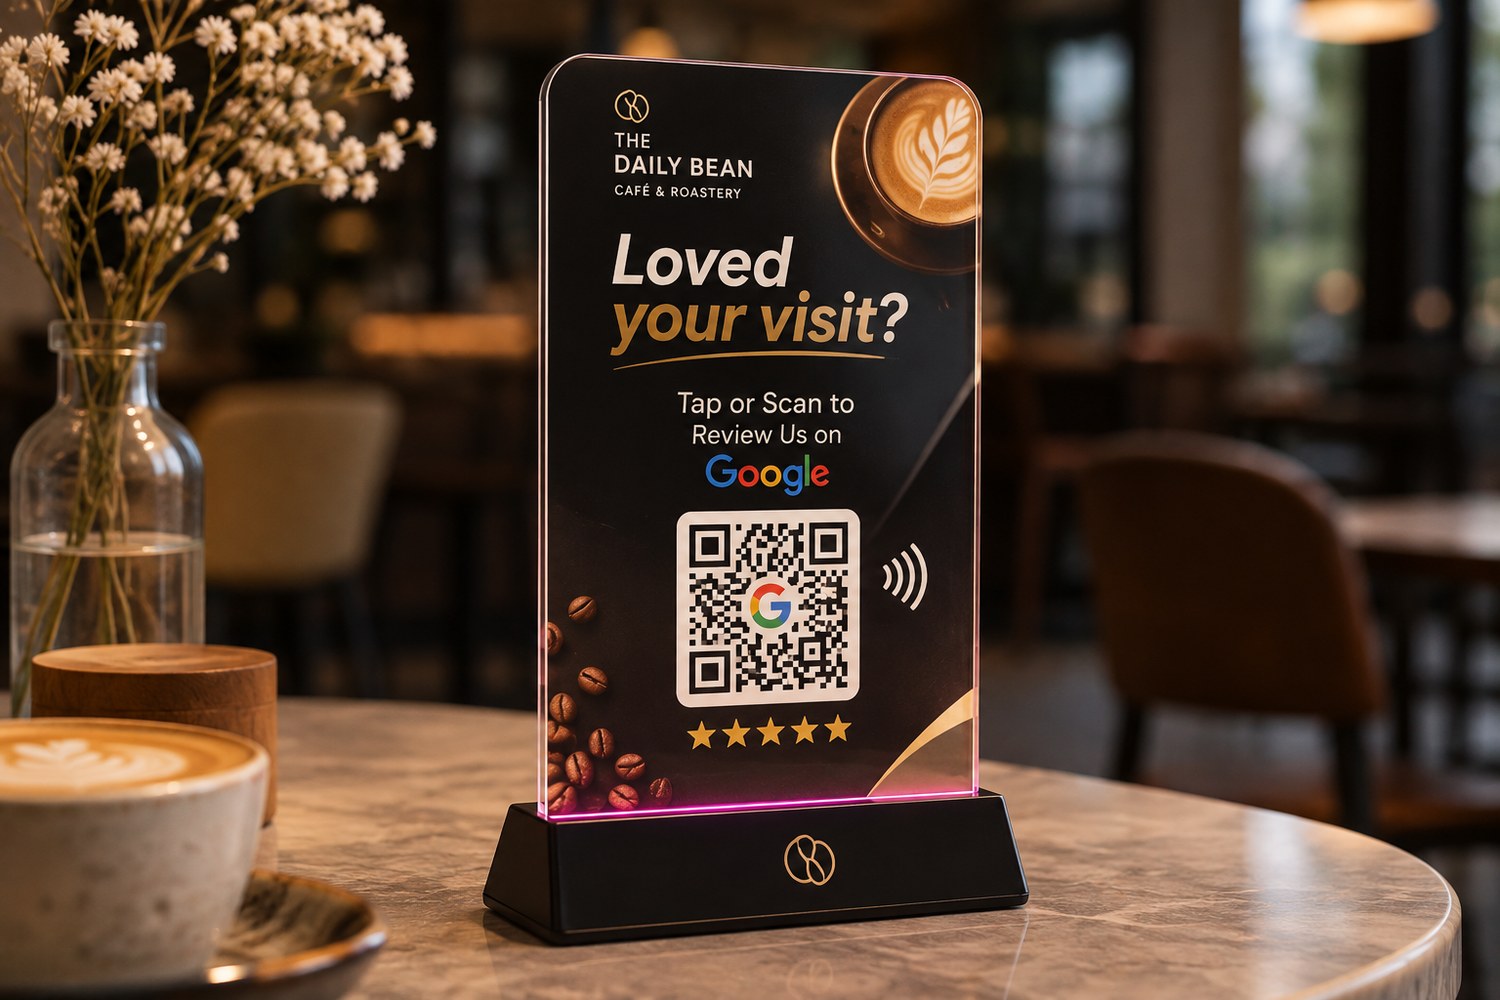 THE
DAILY BEAN
CAFÉ & ROASTERY
Loved
your visit?
Tap or Scan to
Review Us on
Google
G